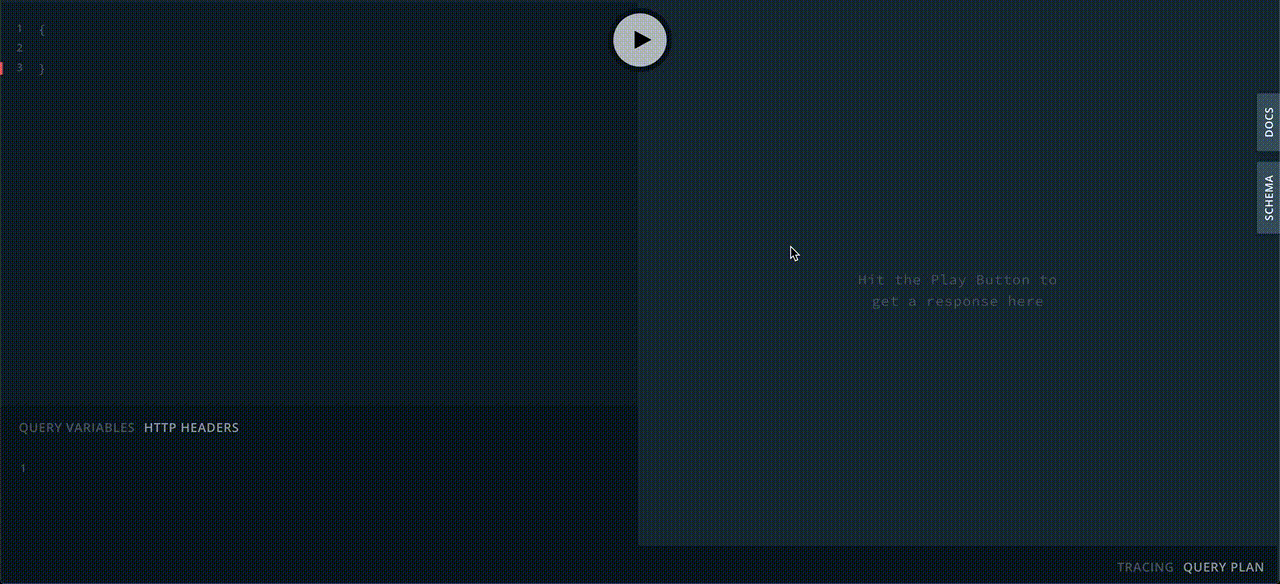 1 {
2
3 }
DOCS
SCHEMA
Hit the Play Button to
get a response here
QUERY VARIABLES HTTP HEADERS
1
TRACING QUERY PLAN